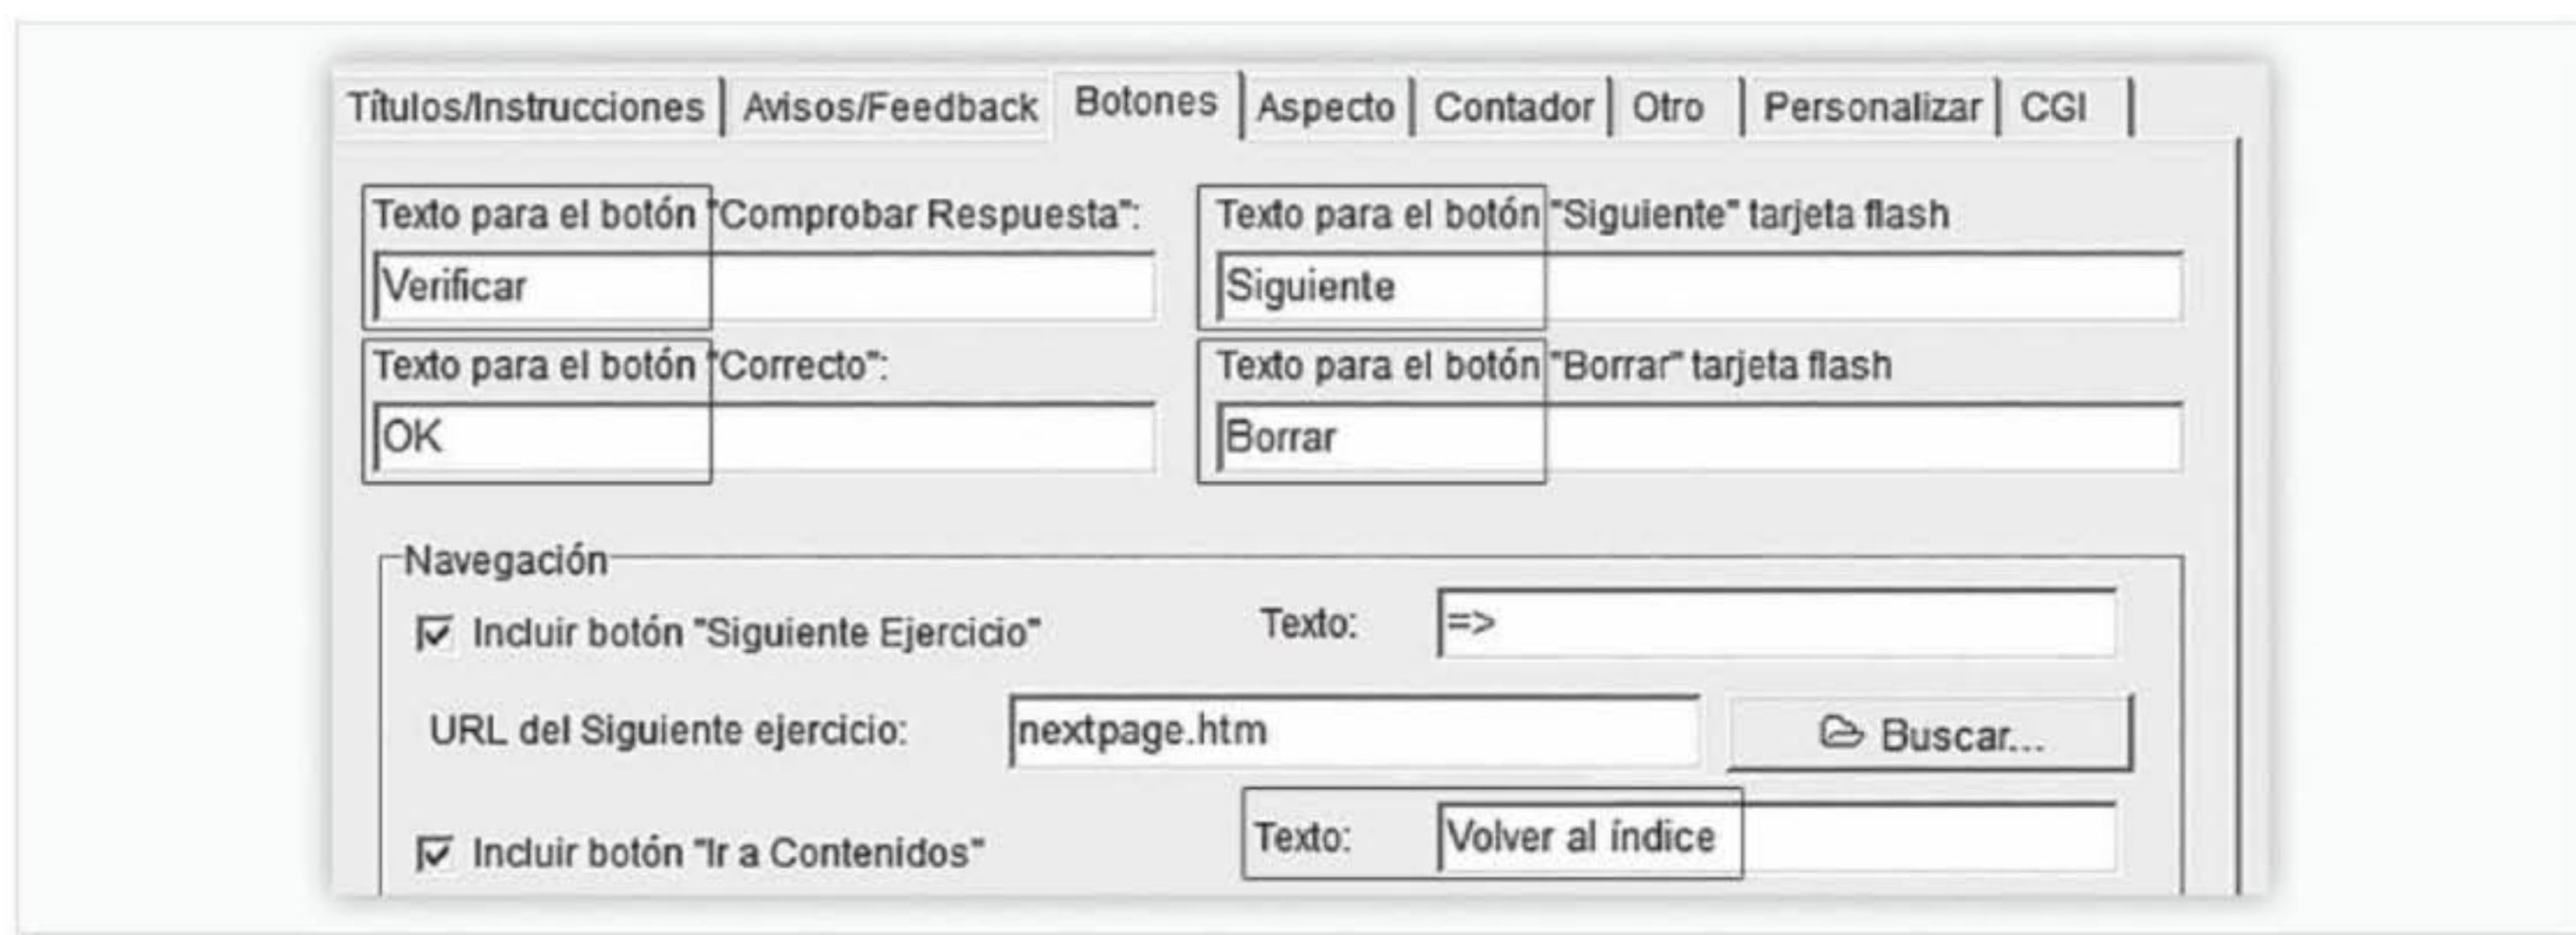 Títulos/Instrucciones Avisos/Feedback Botones Aspecto Contador Otro Personalizar CGI
Texto para el botón "Comprobar Respuesta": Texto para el botón "Siguiente" tarjeta flash
Verificar Siguiente
Texto para el botón "Correcto": Texto para el botón "Borrar" tarjeta flash
OK Borrar
Navegación
Incluir botón "Siguiente Ejercicio" Texto: =>
URL del Siguiente ejercicio: nextpage.htm Buscar...
Incluir botón "Ir a Contenidos" Texto: Volver al índice